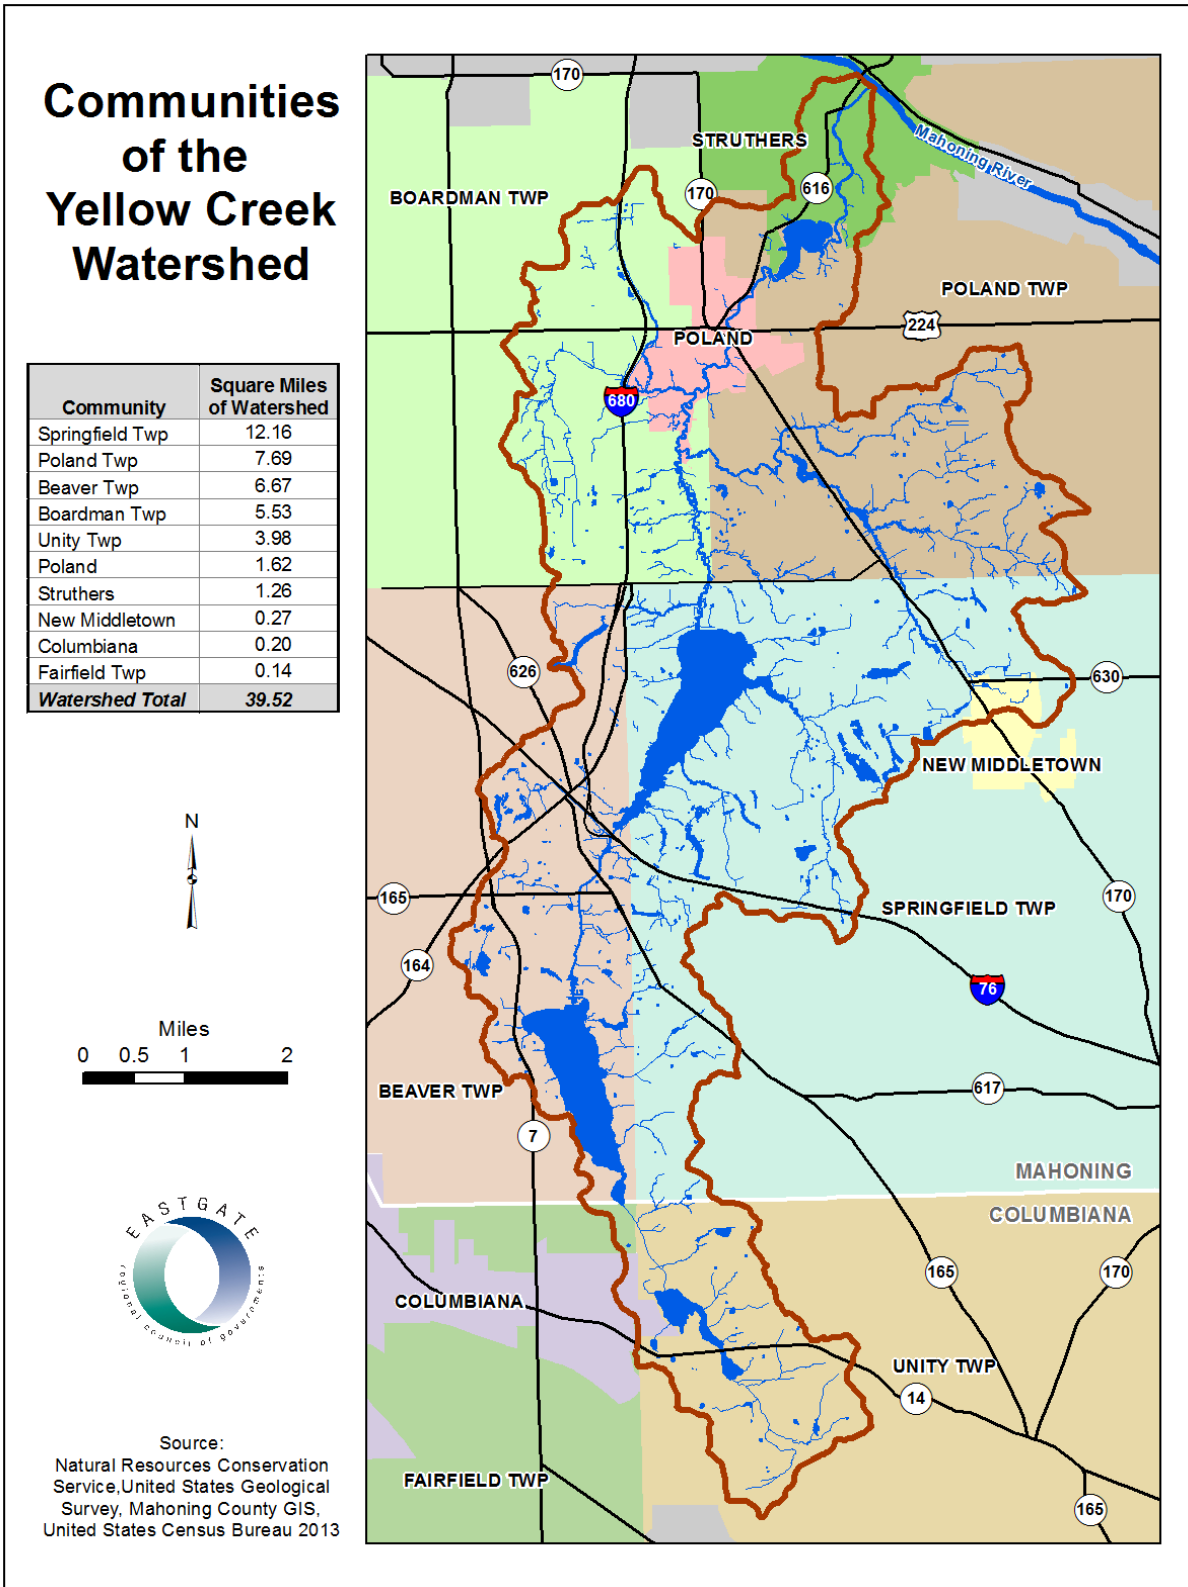 Communities
of the
Yellow Creek
Watershed
Community
Square Miles
of Watershed
Springfield Twp 12.16
Poland Twp 7.69
Beaver Twp 6.67
Boardman Twp 5.53
Unity Twp 3.98
Poland 1.62
Struthers 1.26
New Middletown 0.27
Columbiana 0.20
Fairfield Twp 0.14
Watershed Total 39.52
N
Miles
0 0.5 1 2
EASTGATE
regional council of governments
Source:
Natural Resources Conservation
Service,United States Geological
Survey, Mahoning County GIS,
United States Census Bureau 2013
170
STRUTHERS
Mahoning River
616
170
BOARDMAN TWP
POLAND TWP
224
POLAND
680
626
630
NEW MIDDLETOWN
165
170
SPRINGFIELD TWP
164
76
BEAVER TWP
617
7
MAHONING
COLUMBIANA
165
170
COLUMBIANA
UNITY TWP
14
FAIRFIELD TWP
165